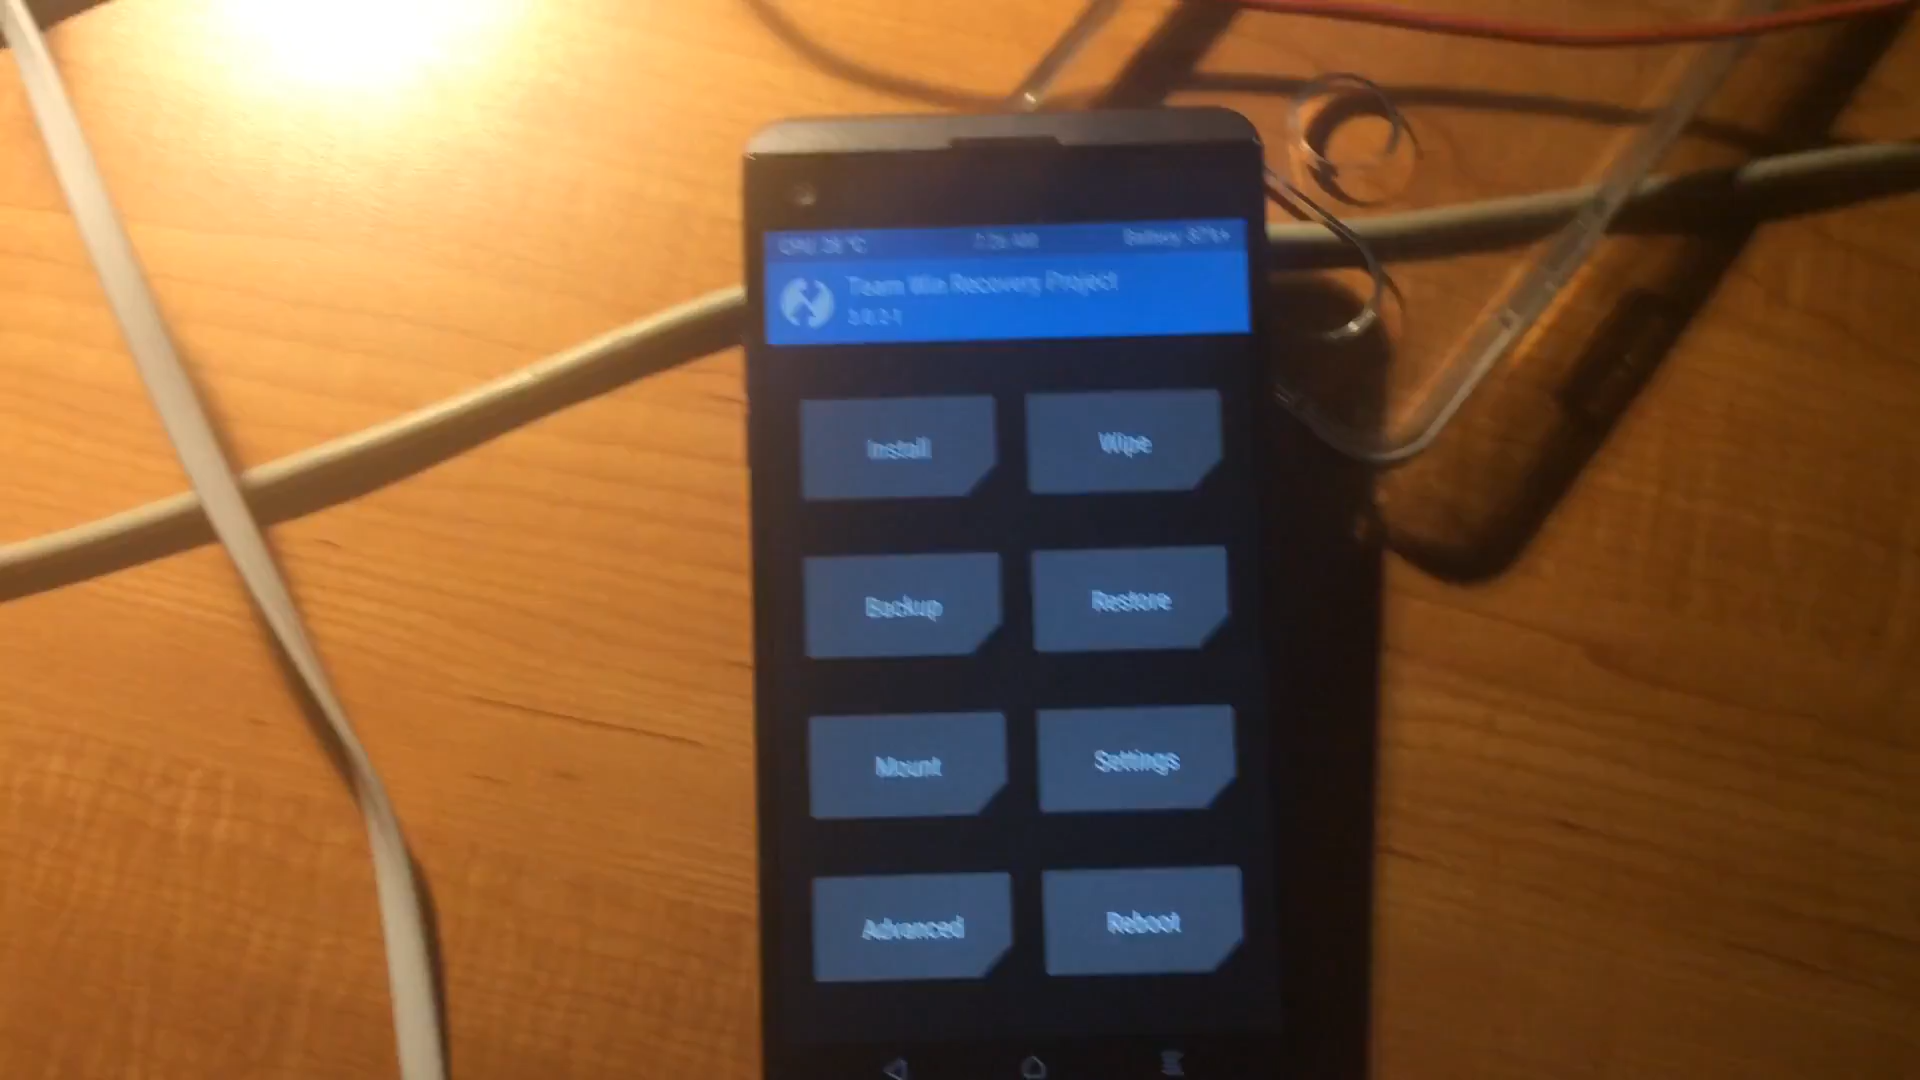 Team Win Recovery Project
Install
Wipe
Backup
Restore
Mount
Settings
Advanced
Reboot